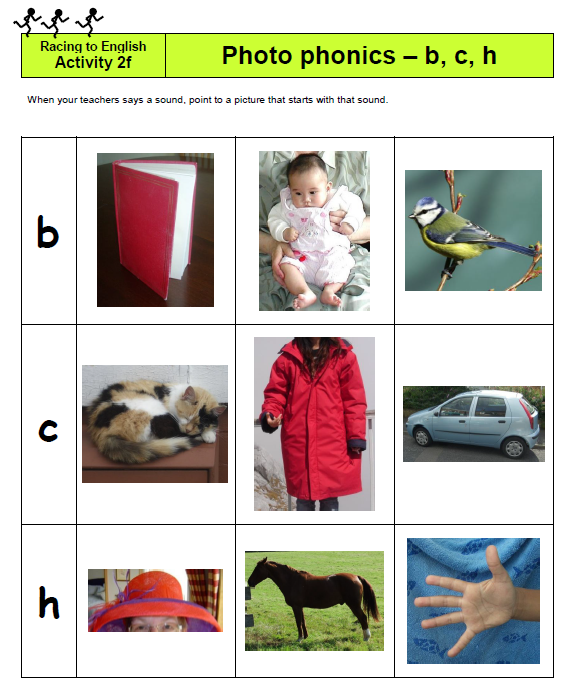 Racing to English
Activity 2f
Photo phonics – b, c, h
When your teachers says a sound, point to a picture that starts with that sound.
b
c
h